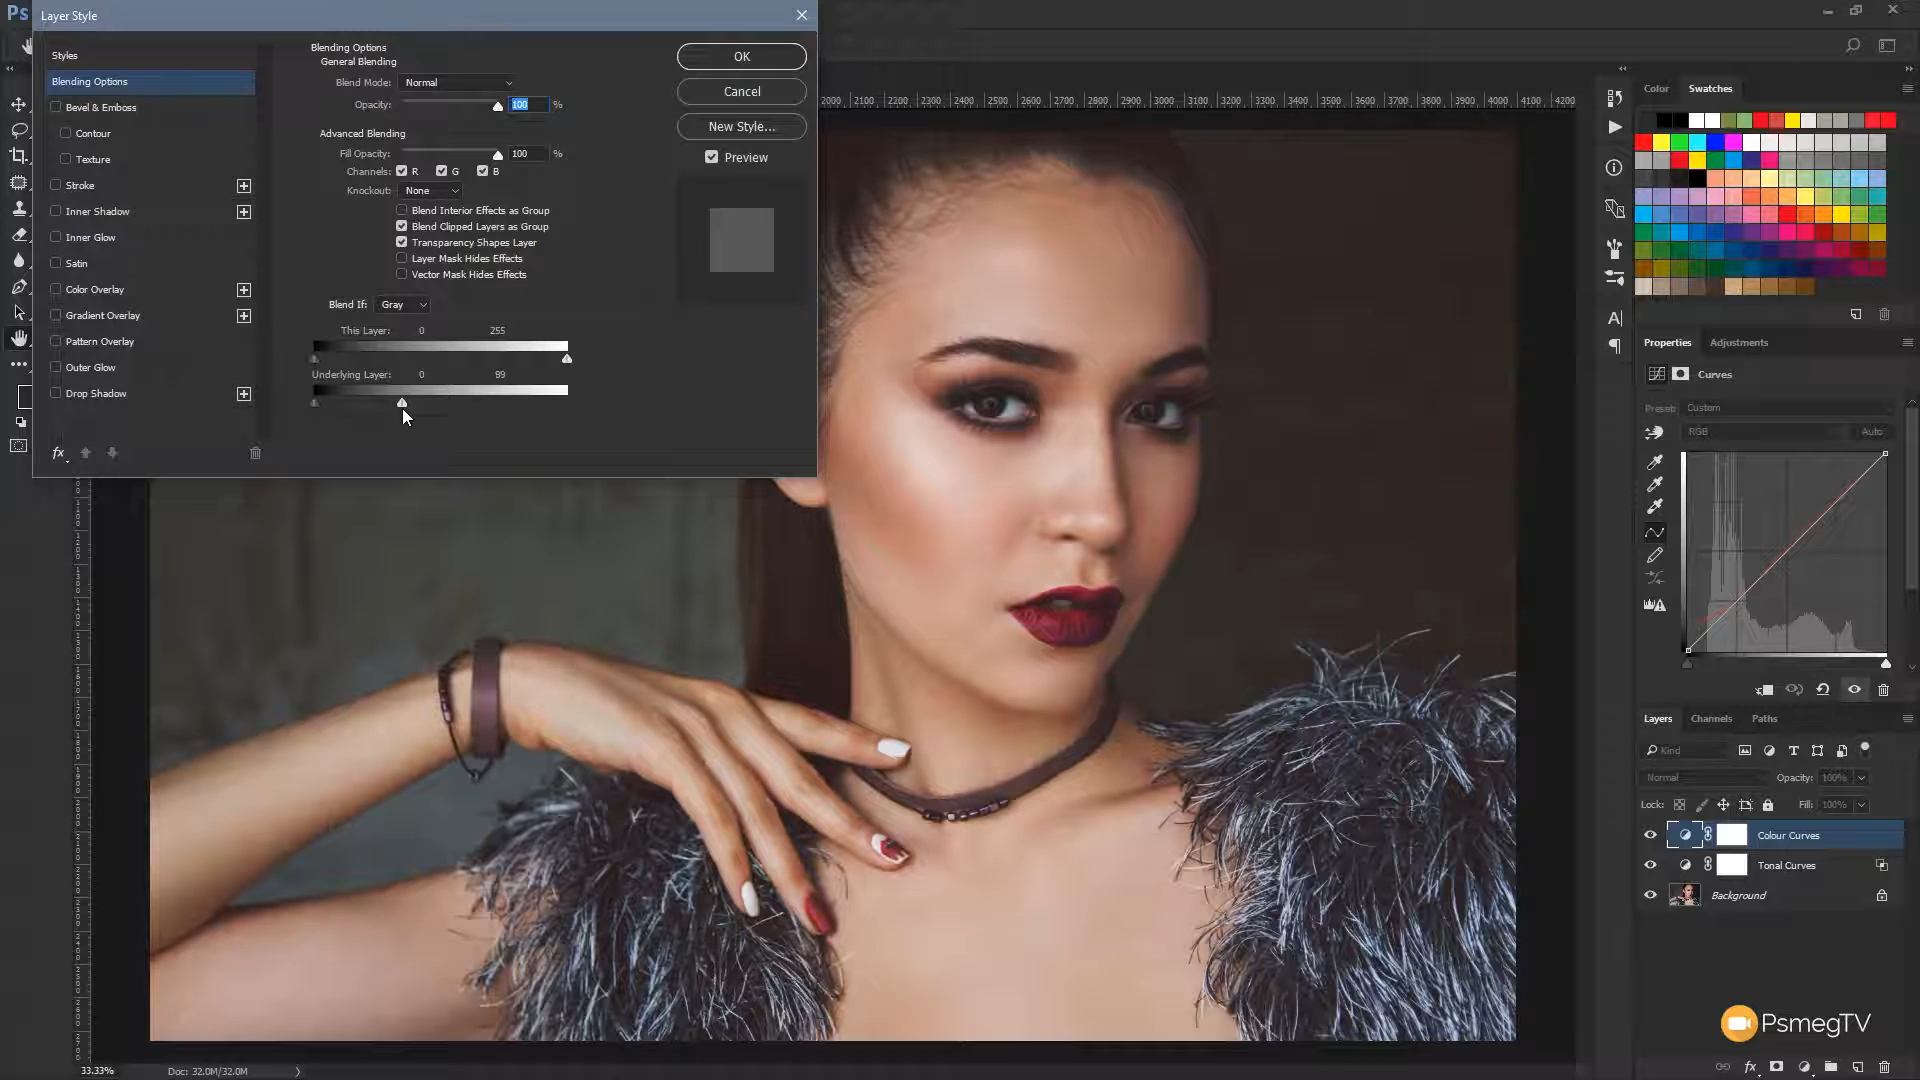 Ps
Layer Style
Styles
Blending Options
Bevel & Emboss
Contour
Texture
Stroke
Inner Shadow
Inner Glow
Satin
Color Overlay
Gradient Overlay
Pattern Overlay
Outer Glow
Drop Shadow
fx
Blending Options
General Blending
Blend Mode: Normal
Opacity: 100 %
Advanced Blending
Fill Opacity: 100 %
Channels: R G B
Knockout: None
Blend Interior Effects as Group
Blend Clipped Layers as Group
Transparency Shapes Layer
Layer Mask Hides Effects
Vector Mask Hides Effects
Blend If: Gray
This Layer: 0 255
Underlying Layer: 0 99
OK
Cancel
New Style...
Preview
2000 2100 2200 2300 2400 2500 2600 2700 2800 2900 3000 3100 3200 3300 3400 3500 3600 3700 3800 3900 4000 4100 4200
Color Swatches
Properties Adjustments
Curves
Preset: Custom
RGB Auto
Layers Channels Paths
Kind
Normal Opacity: 100%
Lock: Fill: 100%
Colour Curves
Tonal Curves
Background
PsmegTV
fx
33.33% Doc: 32.0M/32.0M